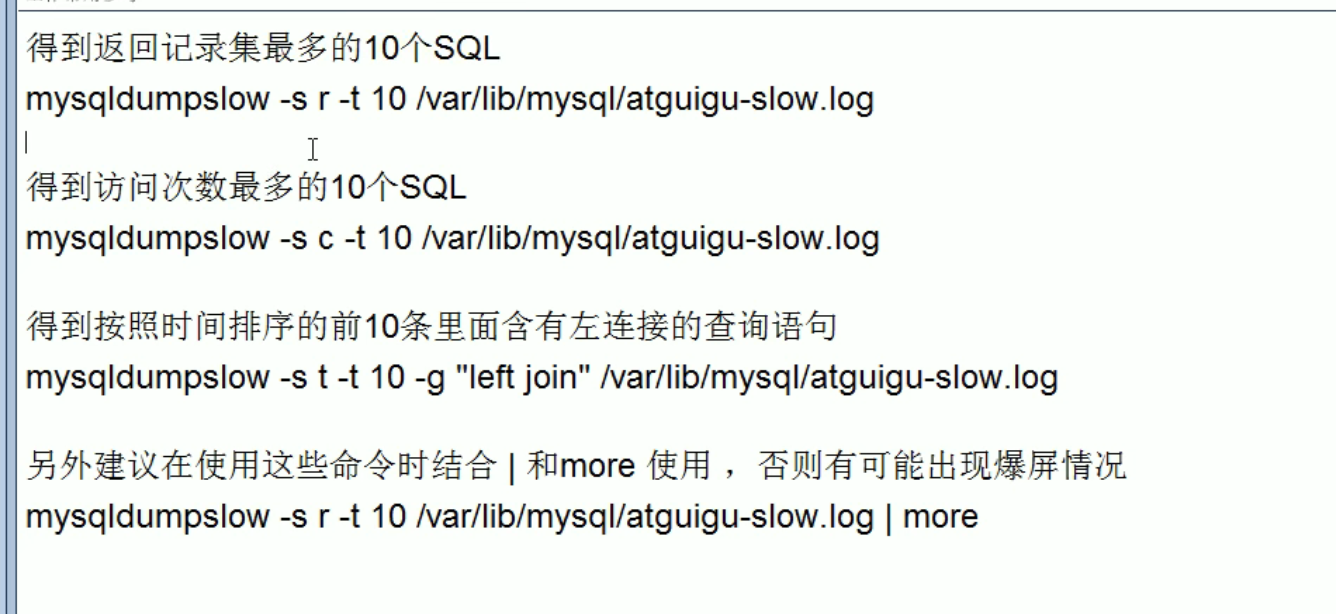 得到返回记录集最多的10个SQL
mysqldumpslow -s r -t 10 /var/lib/mysql/atguigu-slow.log
得到访问次数最多的10个SQL
mysqldumpslow -s c -t 10 /var/lib/mysql/atguigu-slow.log
得到按照时间排序的前10条里面含有左连接的查询语句
mysqldumpslow -s t -t 10 -g "left join" /var/lib/mysql/atguigu-slow.log
另外建议在使用这些命令时结合 | 和more 使用 ，否则有可能出现爆屏情况
mysqldumpslow -s r -t 10 /var/lib/mysql/atguigu-slow.log | more